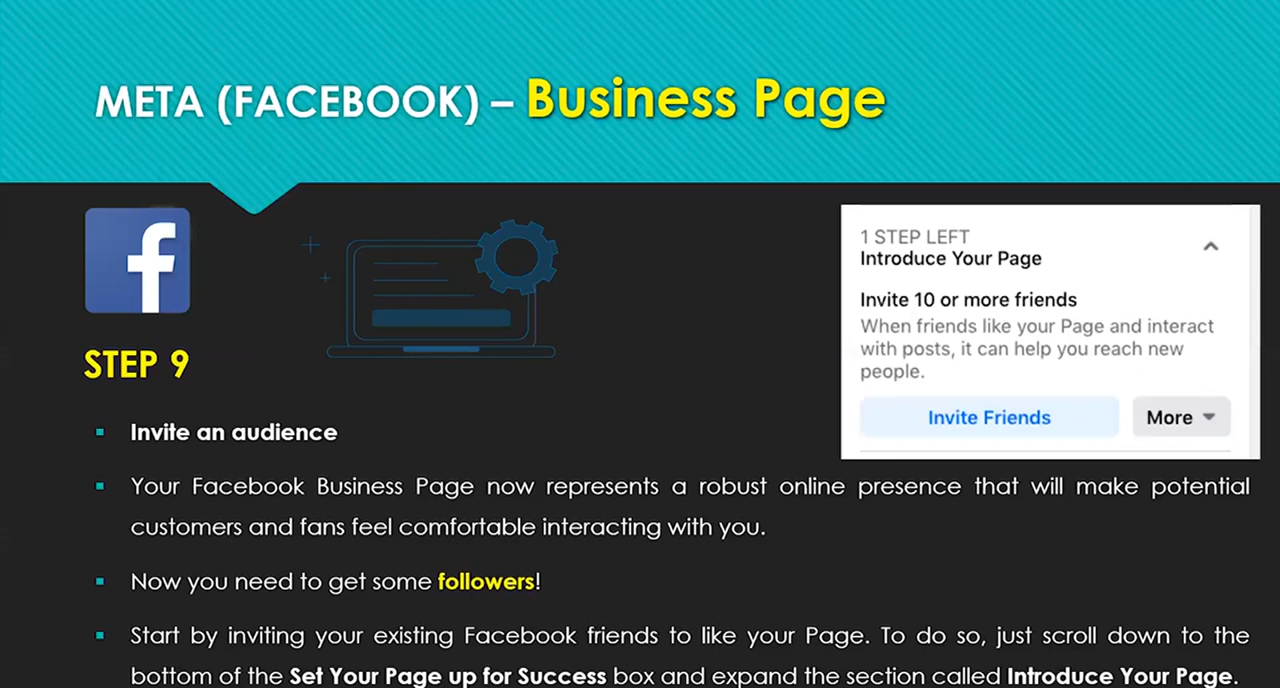 META (FACEBOOK) – Business Page
1 STEP LEFT
Introduce Your Page
Invite 10 or more friends
When friends like your Page and interact
with posts, it can help you reach new
people.
Invite Friends
More
STEP 9
Invite an audience
Your Facebook Business Page now represents a robust online presence that will make potential
customers and fans feel comfortable interacting with you.
Now you need to get some followers!
Start by inviting your existing Facebook friends to like your Page. To do so, just scroll down to the
bottom of the Set Your Page up for Success box and expand the section called Introduce Your Page.